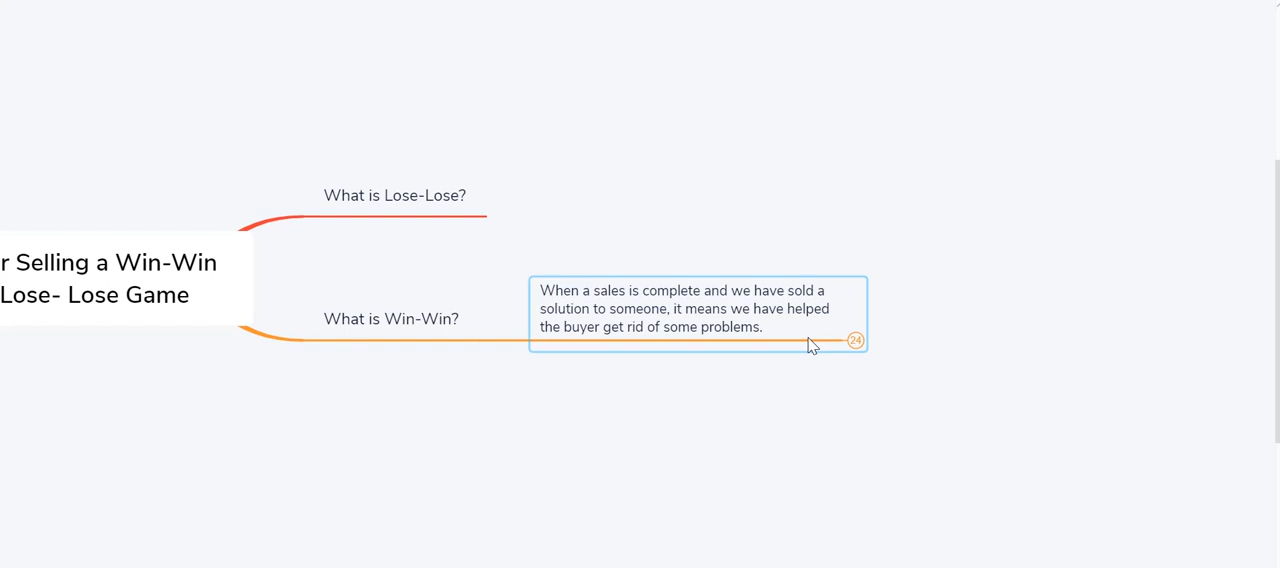 What is Lose-Lose?
r Selling a Win-Win
Lose- Lose Game
What is Win-Win?
When a sales is complete and we have sold a
solution to someone, it means we have helped
the buyer get rid of some problems.
24